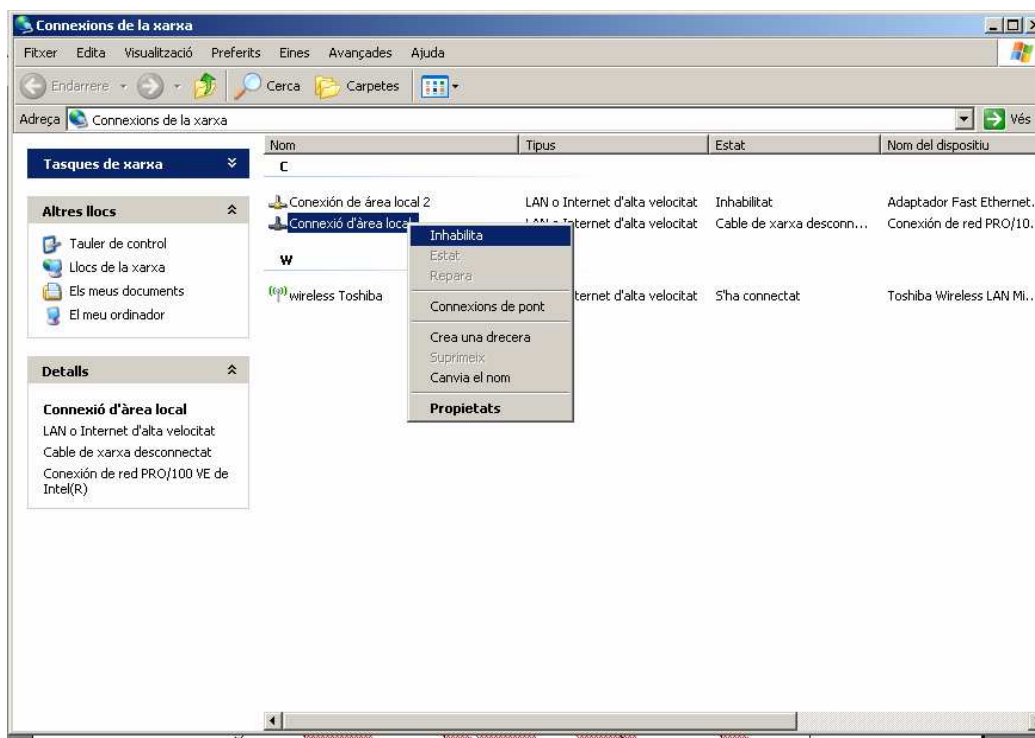 Connexions de la xarxa
Fitxer Edita Visualització Preferits Eines Avançades Ajuda
Endarrere Cerca Carpetes
Adreça Connexions de la xarxa Vés
Nom Tipus Estat Nom del dispositiu
Tasques de xarxa
Altres llocs
Tauler de control
Llocs de la xarxa
Els meus documents
El meu ordinador
Detalls
Connexió d'àrea local
LAN o Internet d'alta velocitat
Cable de xarxa desconnectat
Conexión de red PRO/100 VE de
Intel(R)
C
Conexión de área local 2 LAN o Internet d'alta velocitat Inhabilitat Adaptador Fast Ethernet...
Connexió d'àrea local LAN o Internet d'alta velocitat Cable de xarxa desconn... Conexión de red PRO/10...
W
wireless Toshiba ternet d'alta velocitat S'ha connectat Toshiba Wireless LAN Mi...
Inhabilita
Estat
Repara
Connexions de pont
Crea una drecera
Suprimeix
Canvia el nom
Propietats